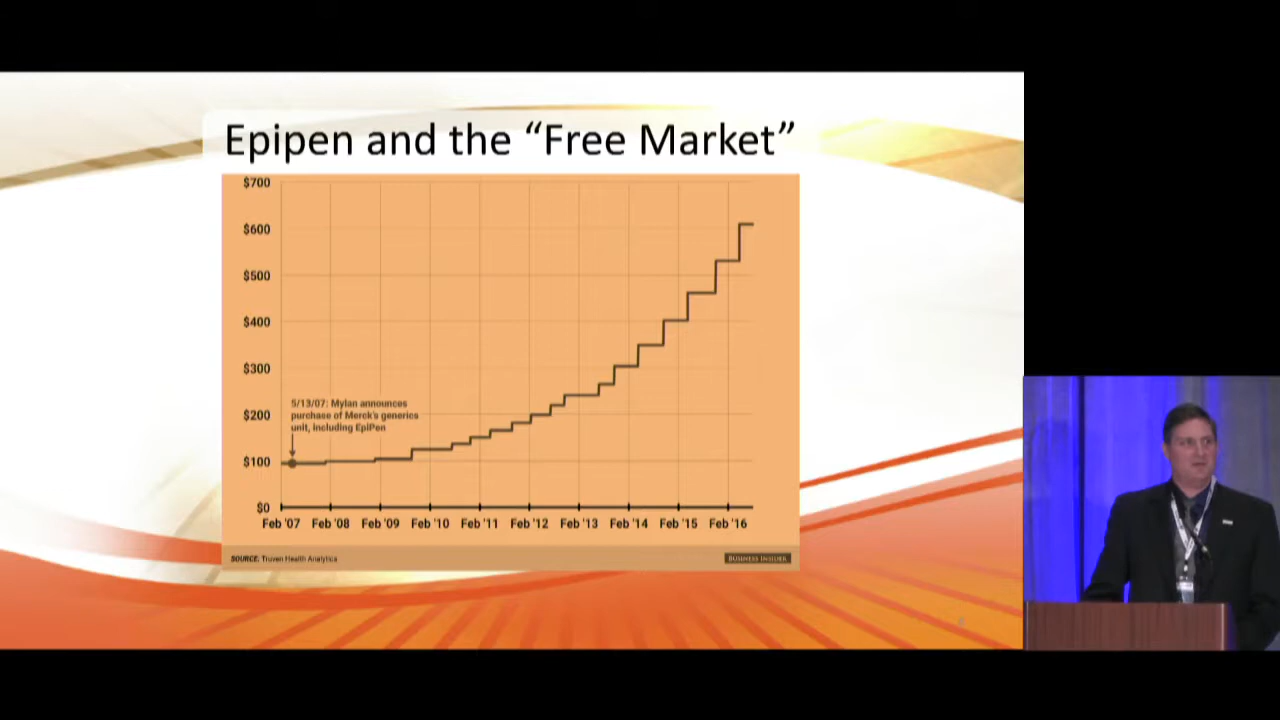 Epipen and the “Free Market”
$700
$600
$500
$400
$300
$200
$100
$0
5/13/07: Mylan announces
purchase of Merck's generics
unit, including EpiPen
Feb '07 Feb '08 Feb '09 Feb '10 Feb '11 Feb '12 Feb '13 Feb '14 Feb '15 Feb '16
SOURCE: Truven Health Analytics
BUSINESS INSIDER